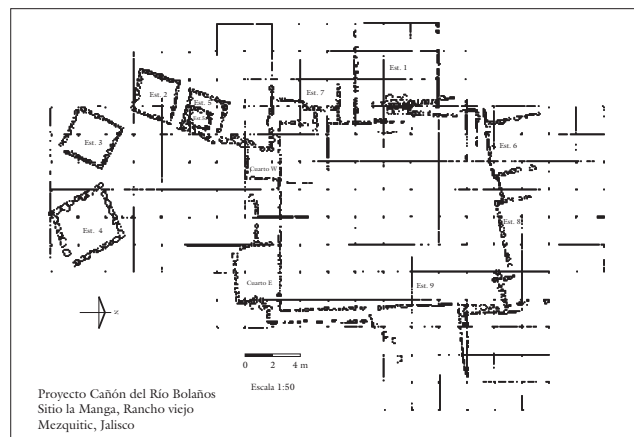 Est. 1
Est. 2
Est. 7
Est. 5
Est. 3
Est. 6
Cuarto W
Est. 4
Est. 8
Cuarto E
Est. 9
N
0 2 4 m
Escala 1:50
Proyecto Cañón del Río Bolaños
Sitio la Manga, Rancho viejo
Mezquitic, Jalisco